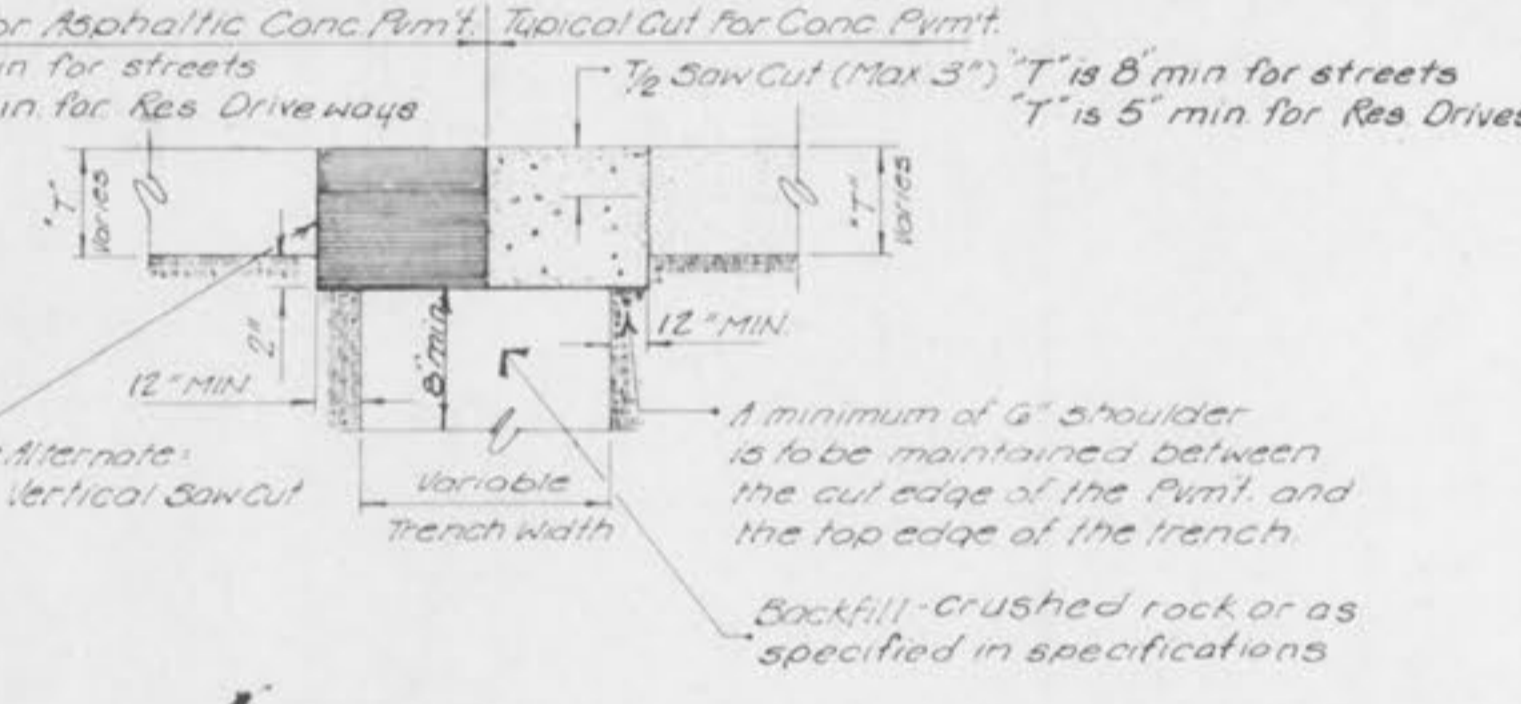 or Asphaltic Conc. Pvm't.
Typical Cut For Conc. Pvm't.
in for streets
in. for Res Driveways
T/2 Saw Cut (Max 3")
"T" is 8" min for streets
"T" is 5" min. for Res Drives
"T"
Varies
"T"
Varies
2"
12" MIN.
8" min
12" MIN.
Alternate:
Vertical Saw Cut
Variable
Trench Width
A minimum of 6" shoulder
is to be maintained between
the cut edge of the Pvm't. and
the top edge of the trench.
Backfill-Crushed rock or as
specified in specifications